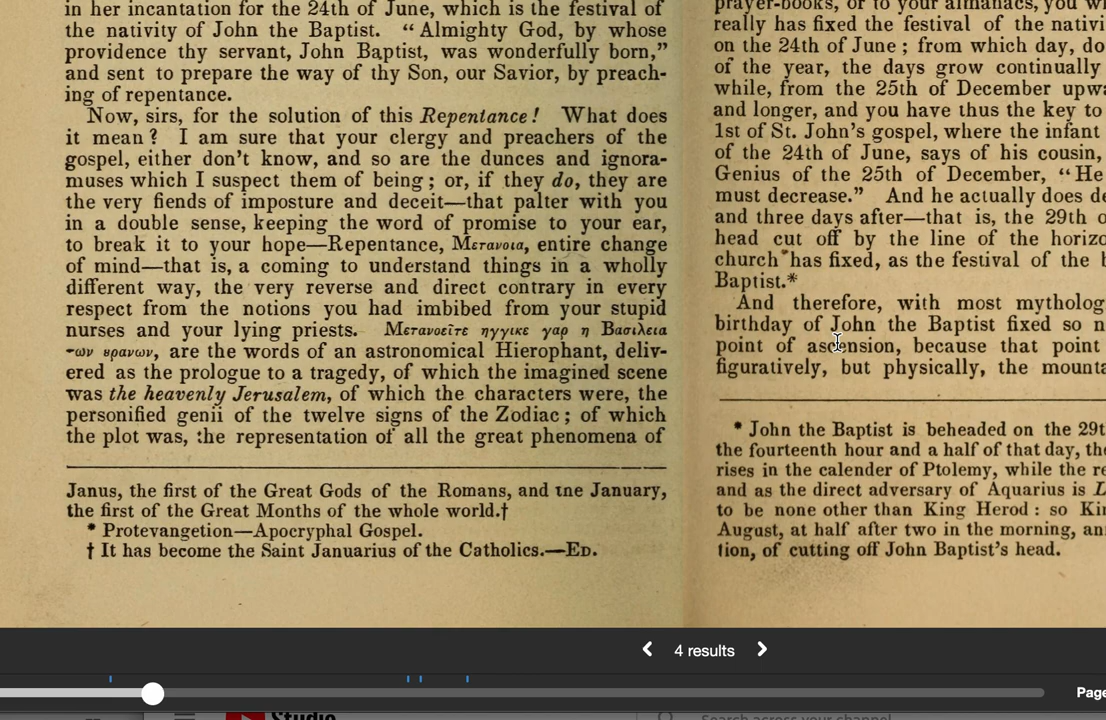 in her incantation for the 24th of June, which is the festival of
the nativity of John the Baptist. “Almighty God, by whose
providence thy servant, John Baptist, was wonderfully born,”
and sent to prepare the way of thy Son, our Savior, by preach-
ing of repentance.
Now, sirs, for the solution of this Repentance! What does
it mean? I am sure that your clergy and preachers of the
gospel, either don’t know, and so are the dunces and ignora-
muses which I suspect them of being; or, if they do, they are
the very fiends of imposture and deceit—that palter with you
in a double sense, keeping the word of promise to your ear,
to break it to your hope—Repentance, Μετανοια, entire change
of mind—that is, a coming to understand things in a wholly
different way, the very reverse and direct contrary in every
respect from the notions you had imbibed from your stupid
nurses and your lying priests. Μετανοεῖτε ηγγικε γαρ η Βασιλεια
των ȣρανων, are the words of an astronomical Hierophant, deliv-
ered as the prologue to a tragedy, of which the imagined scene
was the heavenly Jerusalem, of which the characters were, the
personified genii of the twelve signs of the Zodiac; of which
the plot was, the representation of all the great phenomena of
Janus, the first of the Great Gods of the Romans, and the January,
the first of the Great Months of the whole world.†
* Protevangetion—Apocryphal Gospel.
† It has become the Saint Januarius of the Catholics.—ED.
prayer-books, or to your almanacs, you
really has fixed the festival of the nativi
on the 24th of June; from which day, do
of the year, the days grow continually
while, from the 25th of December upwa
and longer, and you have thus the key to
1st of St. John’s gospel, where the infant
of the 24th of June, says of his cousin,
Genius of the 25th of December, “He
must decrease.” And he actually does de
and three days after—that is, the 29th o
head cut off by the line of the horizo
church has fixed, as the festival of the b
Baptist.*
And therefore, with most mytholog
birthday of John the Baptist fixed so n
point of ascension, because that point
figuratively, but physically, the mounta
* John the Baptist is beheaded on the 29t
the fourteenth hour and a half of that day, the
rises in the calender of Ptolemy, while the re
and as the direct adversary of Aquarius is L
to be none other than King Herod: so Kin
August, at half after two in the morning, an
tion, of cutting off John Baptist’s head.
4 results
Page
Studio
Search across your channel